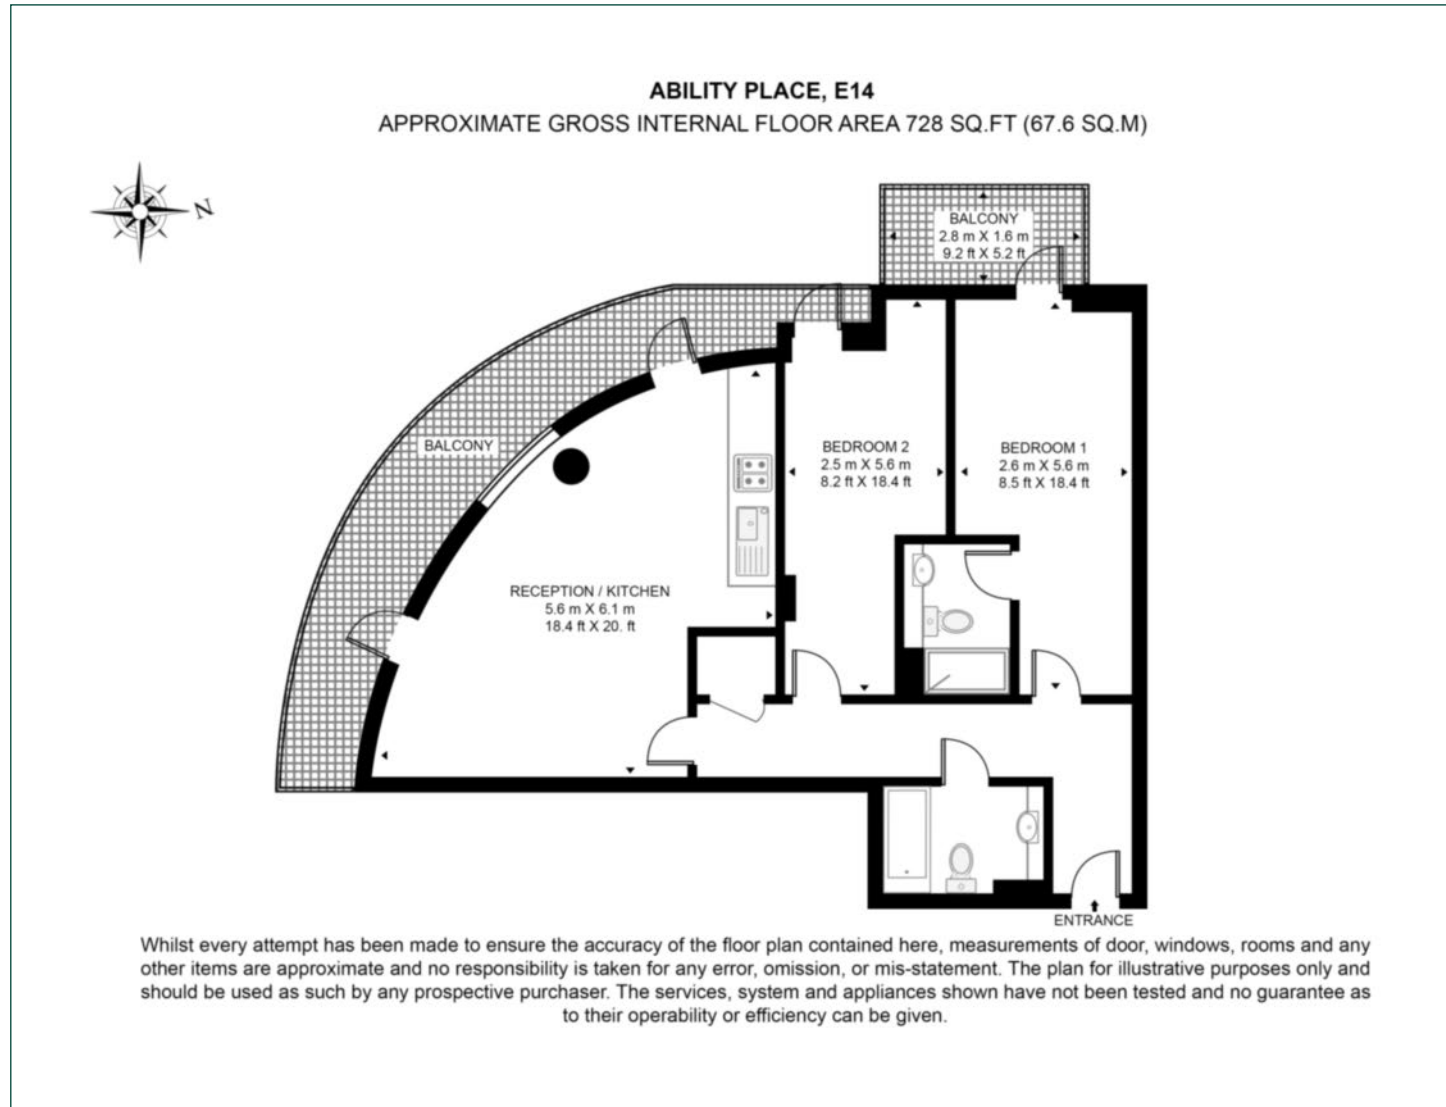 ABILITY PLACE, E14
APPROXIMATE GROSS INTERNAL FLOOR AREA 728 SQ.FT (67.6 SQ.M)
N
BALCONY
2.8 m X 1.6 m
9.2 ft X 5.2 ft
BALCONY
BEDROOM 2
2.5 m X 5.6 m
8.2 ft X 18.4 ft
BEDROOM 1
2.6 m X 5.6 m
8.5 ft X 18.4 ft
RECEPTION / KITCHEN
5.6 m X 6.1 m
18.4 ft X 20. ft
ENTRANCE
Whilst every attempt has been made to ensure the accuracy of the floor plan contained here, measurements of door, windows, rooms and any
other items are approximate and no responsibility is taken for any error, omission, or mis-statement. The plan for illustrative purposes only and
should be used as such by any prospective purchaser. The services, system and appliances shown have not been tested and no guarantee as
to their operability or efficiency can be given.